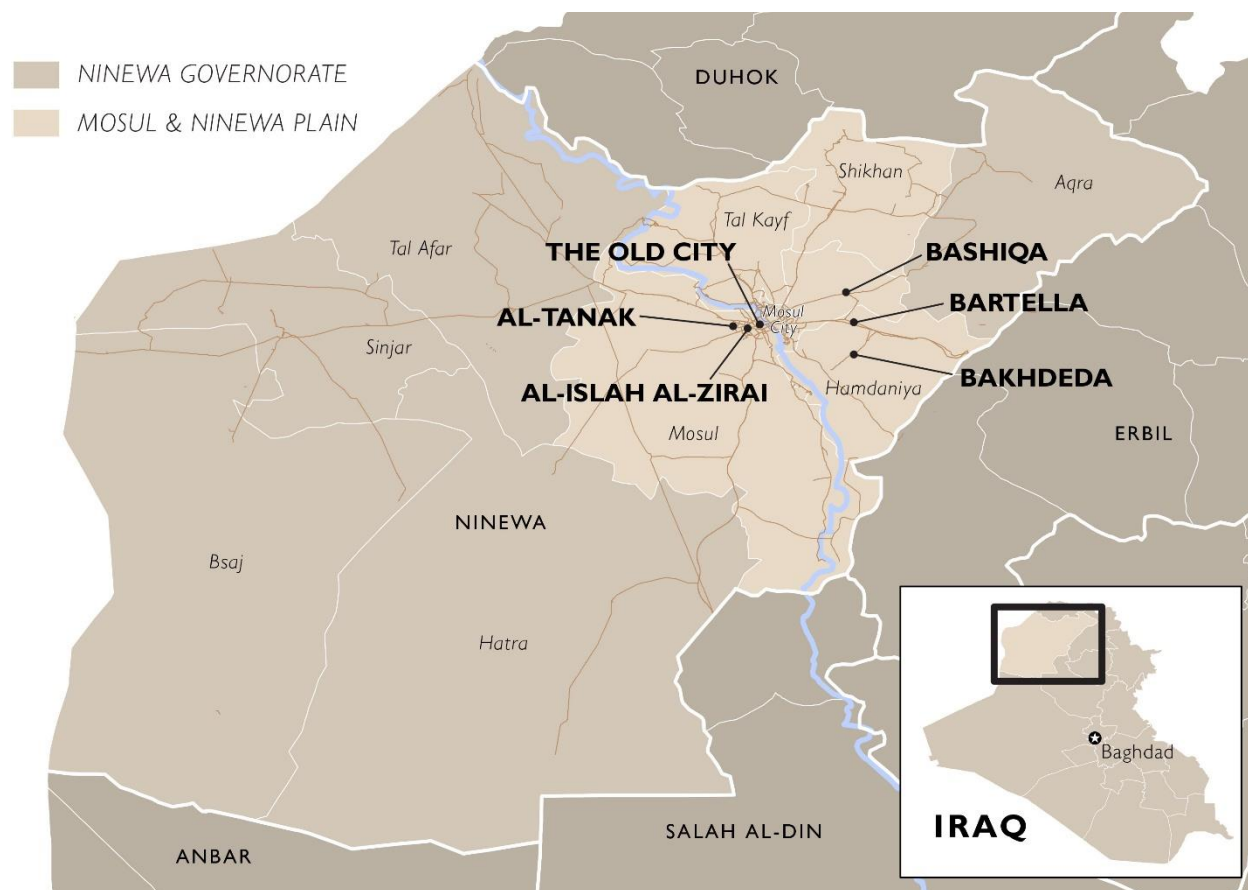 NINEWA GOVERNORATE
MOSUL & NINEWA PLAIN
DUHOK
Shikhan
Aqra
Tal Kayf
Tal Afar
THE OLD CITY
BASHIQA
Mosul
City
BARTELLA
AL-TANAK
Sinjar
BAKHDEDA
AL-ISLAH AL-ZIRAI
Hamdaniya
Mosul
ERBIL
NINEWA
Bsaj
Hatra
Baghdad
IRAQ
SALAH AL-DIN
ANBAR